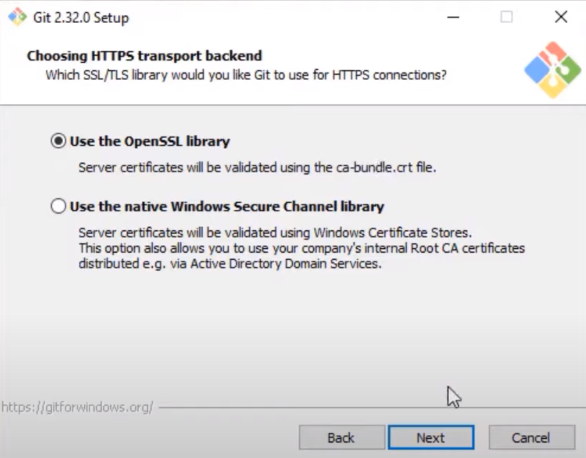 Git 2.32.0 Setup
Choosing HTTPS transport backend
Which SSL/TLS library would you like Git to use for HTTPS connections?
Use the OpenSSL library
Server certificates will be validated using the ca-bundle.crt file.
Use the native Windows Secure Channel library
Server certificates will be validated using Windows Certificate Stores.
This option also allows you to use your company's internal Root CA certificates
distributed e.g. via Active Directory Domain Services.
https://gitforwindows.org/
Back Next Cancel